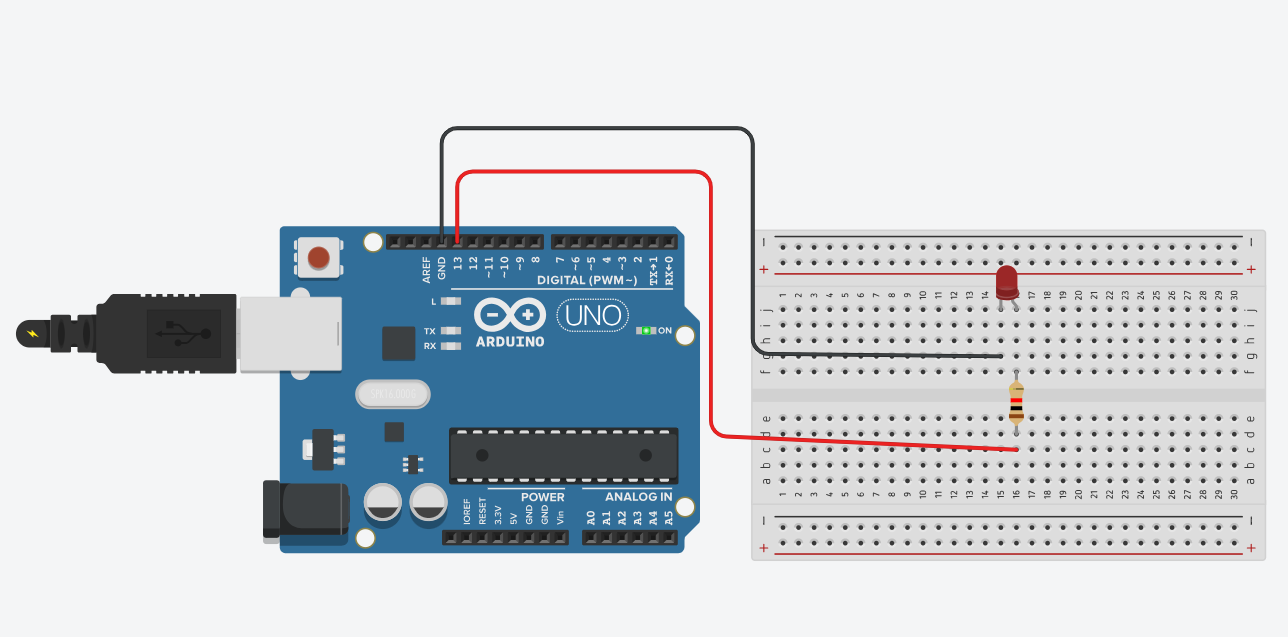 AREF
GND
13
12
~11
~10
~9
8
7
~6
~5
4
~3
2
TX→1
RX←0
DIGITAL (PWM~)
L
TX
RX
ARDUINO
UNO
ON
POWER
ANALOG IN
IOREF
RESET
3.3V
5V
GND
GND
Vin
A0
A1
A2
A3
A4
A5
− −
+ +
1 2 3 4 5 6 7 8 9 10 11 12 13 14 15 16 17 18 19 20 21 22 23 24 25 26 27 28 29 30
j j
i i
h h
g g
f f
e e
d d
c c
b b
a a
1 2 3 4 5 6 7 8 9 10 11 12 13 14 15 16 17 18 19 20 21 22 23 24 25 26 27 28 29 30
− −
+ +